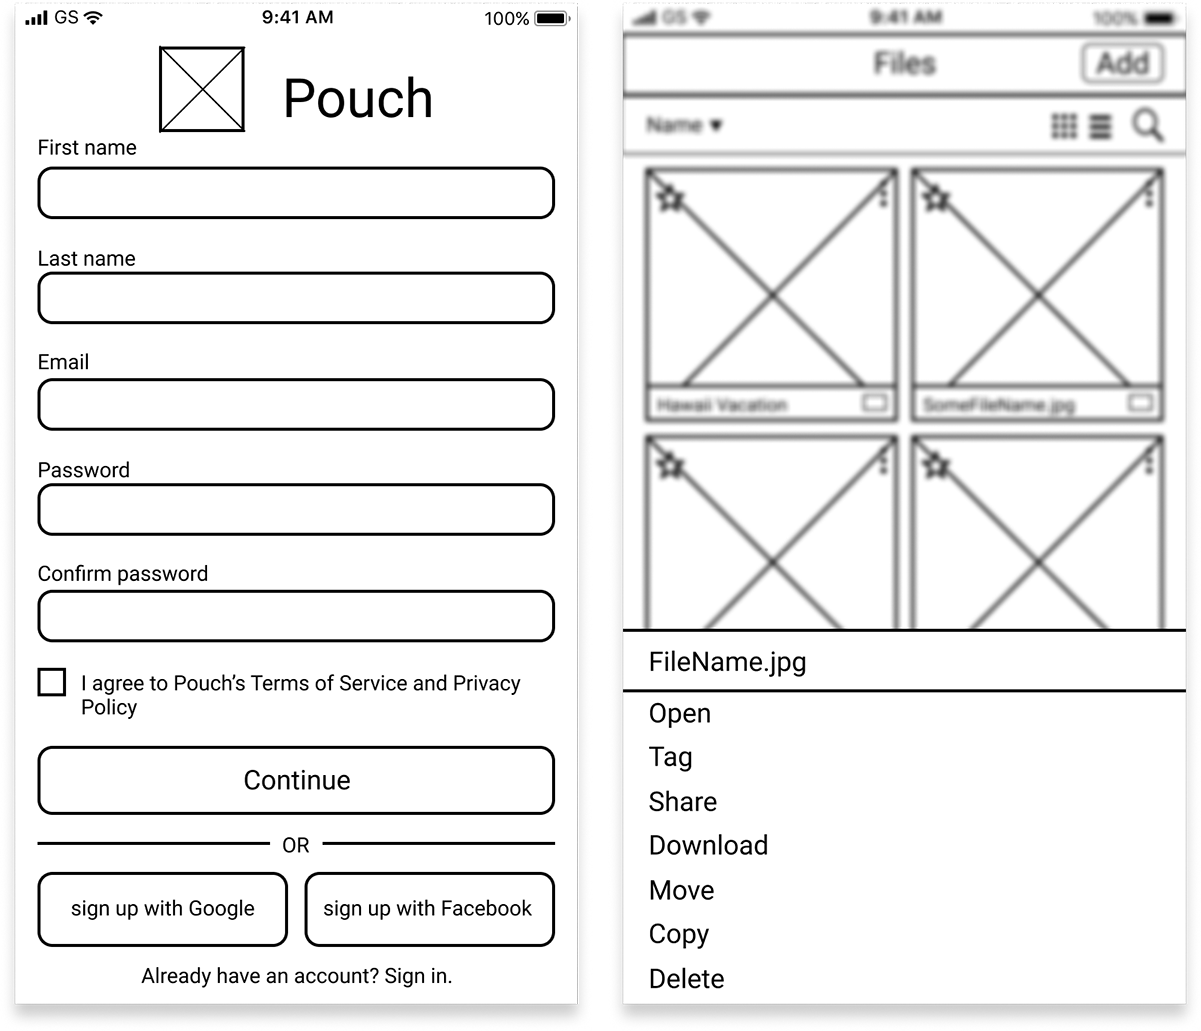 GS 9:41 AM 100%
Pouch
First name
Last name
Email
Password
Confirm password
I agree to Pouch’s Terms of Service and Privacy
Policy
Continue
OR
sign up with Google
sign up with Facebook
Already have an account? Sign in.
GS 9:41 AM 100%
Files
Add
Name ▼
Hawaii Vacation
SomeFileName.jpg
FileName.jpg
Open
Tag
Share
Download
Move
Copy
Delete